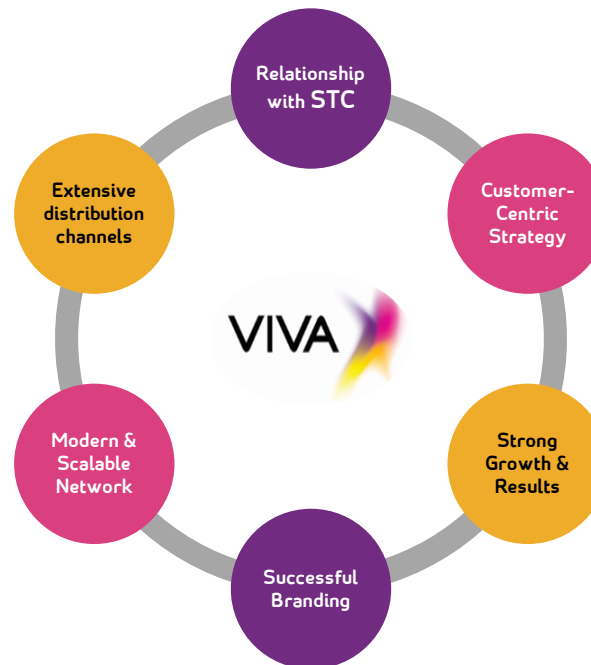 Relationship
with STC
Customer-
Centric
Strategy
Strong
Growth &
Results
Successful
Branding
Modern &
Scalable
Network
Extensive
distribution
channels
VIVA